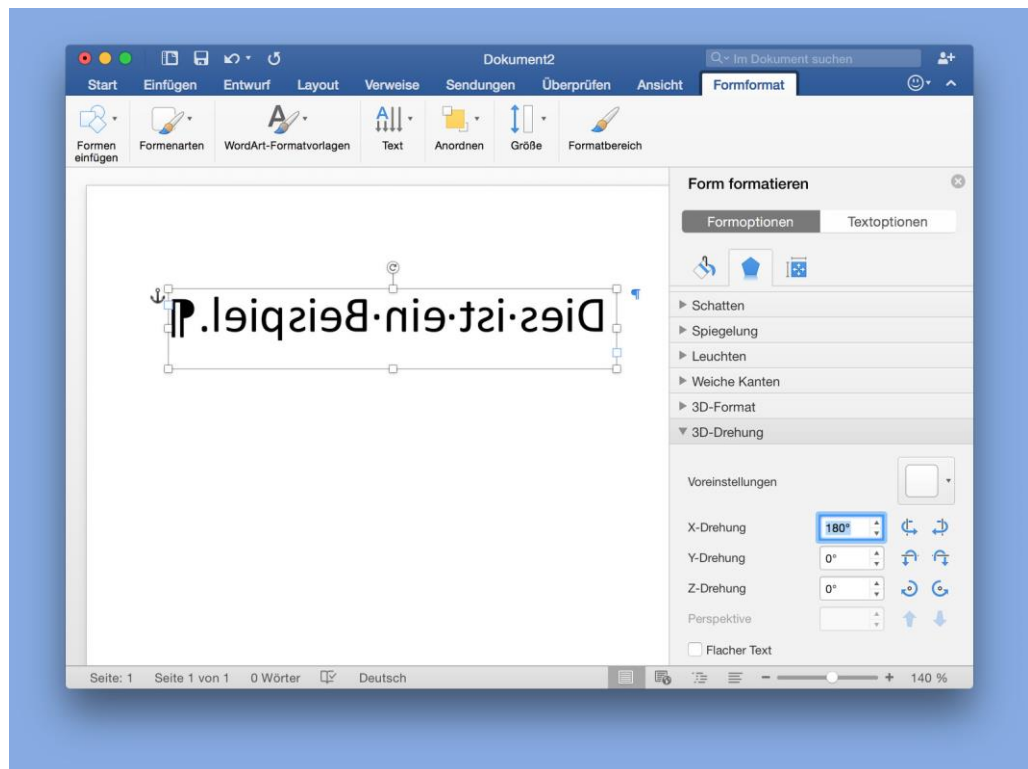 Dokument2
Im Dokument suchen
Start Einfügen Entwurf Layout Verweise Sendungen Überprüfen Ansicht Formformat
Formen einfügen
Formenarten
WordArt-Formatvorlagen
Text
Anordnen
Größe
Formatbereich
Dies·ist·ein·Beispiel.¶
¶
Form formatieren
Formoptionen Textoptionen
Schatten
Spiegelung
Leuchten
Weiche Kanten
3D-Format
3D-Drehung
Voreinstellungen
X-Drehung 180°
Y-Drehung 0°
Z-Drehung 0°
Perspektive
Flacher Text
Seite: 1 Seite 1 von 1 0 Wörter Deutsch 140 %